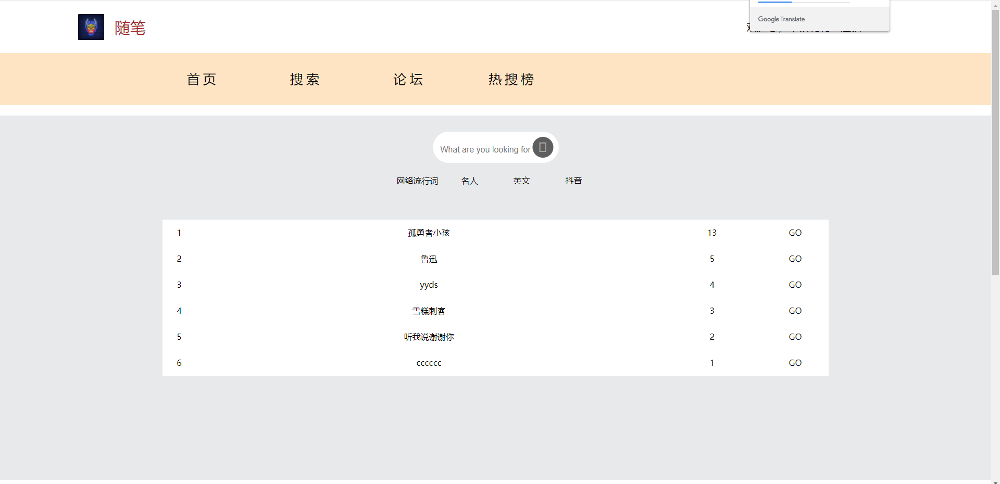 随笔
Google Translate
首页 搜索 论坛 热搜榜
What are you looking for
网络流行词 名人 英文 抖音
1 孤勇者小孩 13 GO
2 鲁迅 5 GO
3 yyds 4 GO
4 雪糕刺客 3 GO
5 听我说谢谢你 2 GO
6 cccccc 1 GO